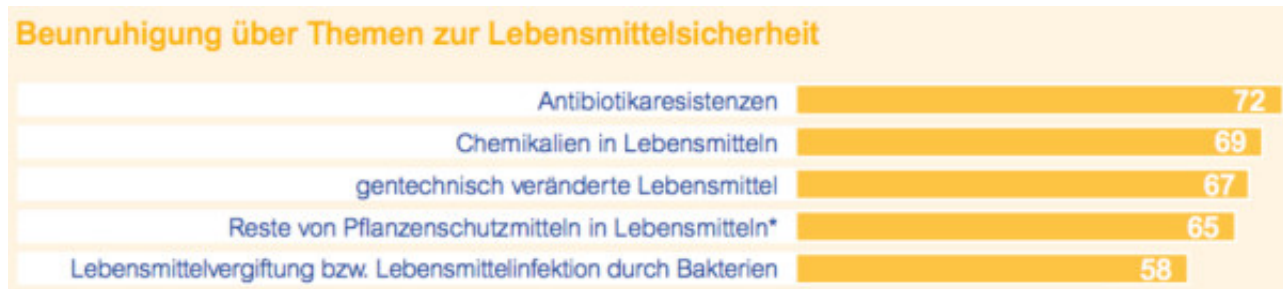 Beunruhigung über Themen zur Lebensmittelsicherheit
Antibiotikaresistenzen 72
Chemikalien in Lebensmitteln 69
gentechnisch veränderte Lebensmittel 67
Reste von Pflanzenschutzmitteln in Lebensmitteln* 65
Lebensmittelvergiftung bzw. Lebensmittelinfektion durch Bakterien 58